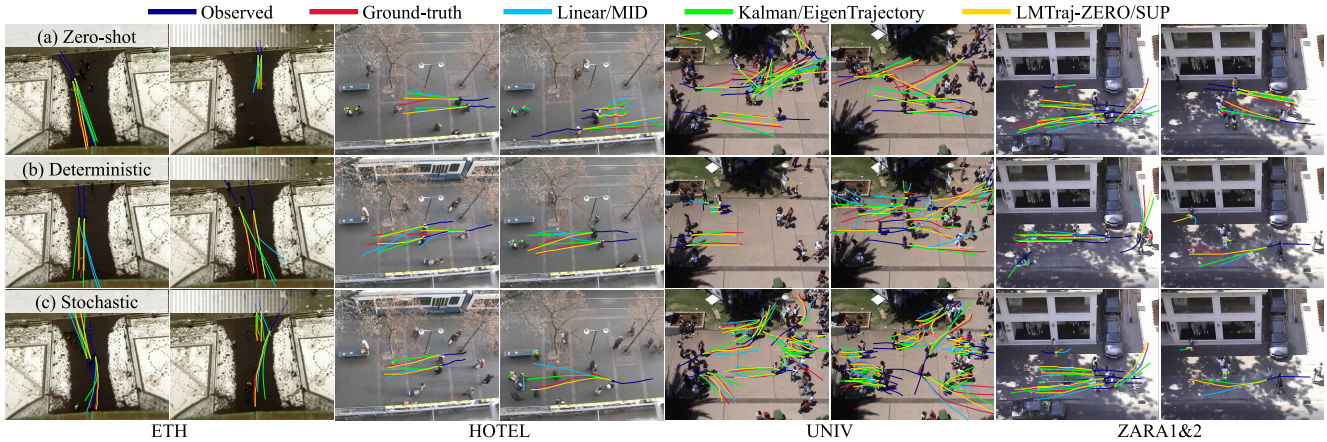 Observed Ground-truth Linear/MID Kalman/EigenTrajectory LMTraj-ZERO/SUP
(a) Zero-shot
(b) Deterministic
(c) Stochastic
ETH HOTEL UNIV ZARA1&2